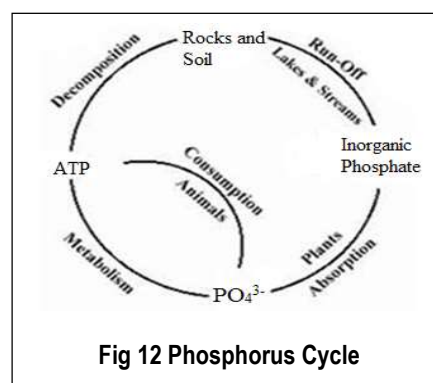 Rocks and
Soil
Run-Off
Lakes & Streams
Inorganic
Phosphate
Plants
Absorption
PO₄³⁻
Metabolism
ATP
Decomposition
Consumption
Animals
Fig 12 Phosphorus Cycle